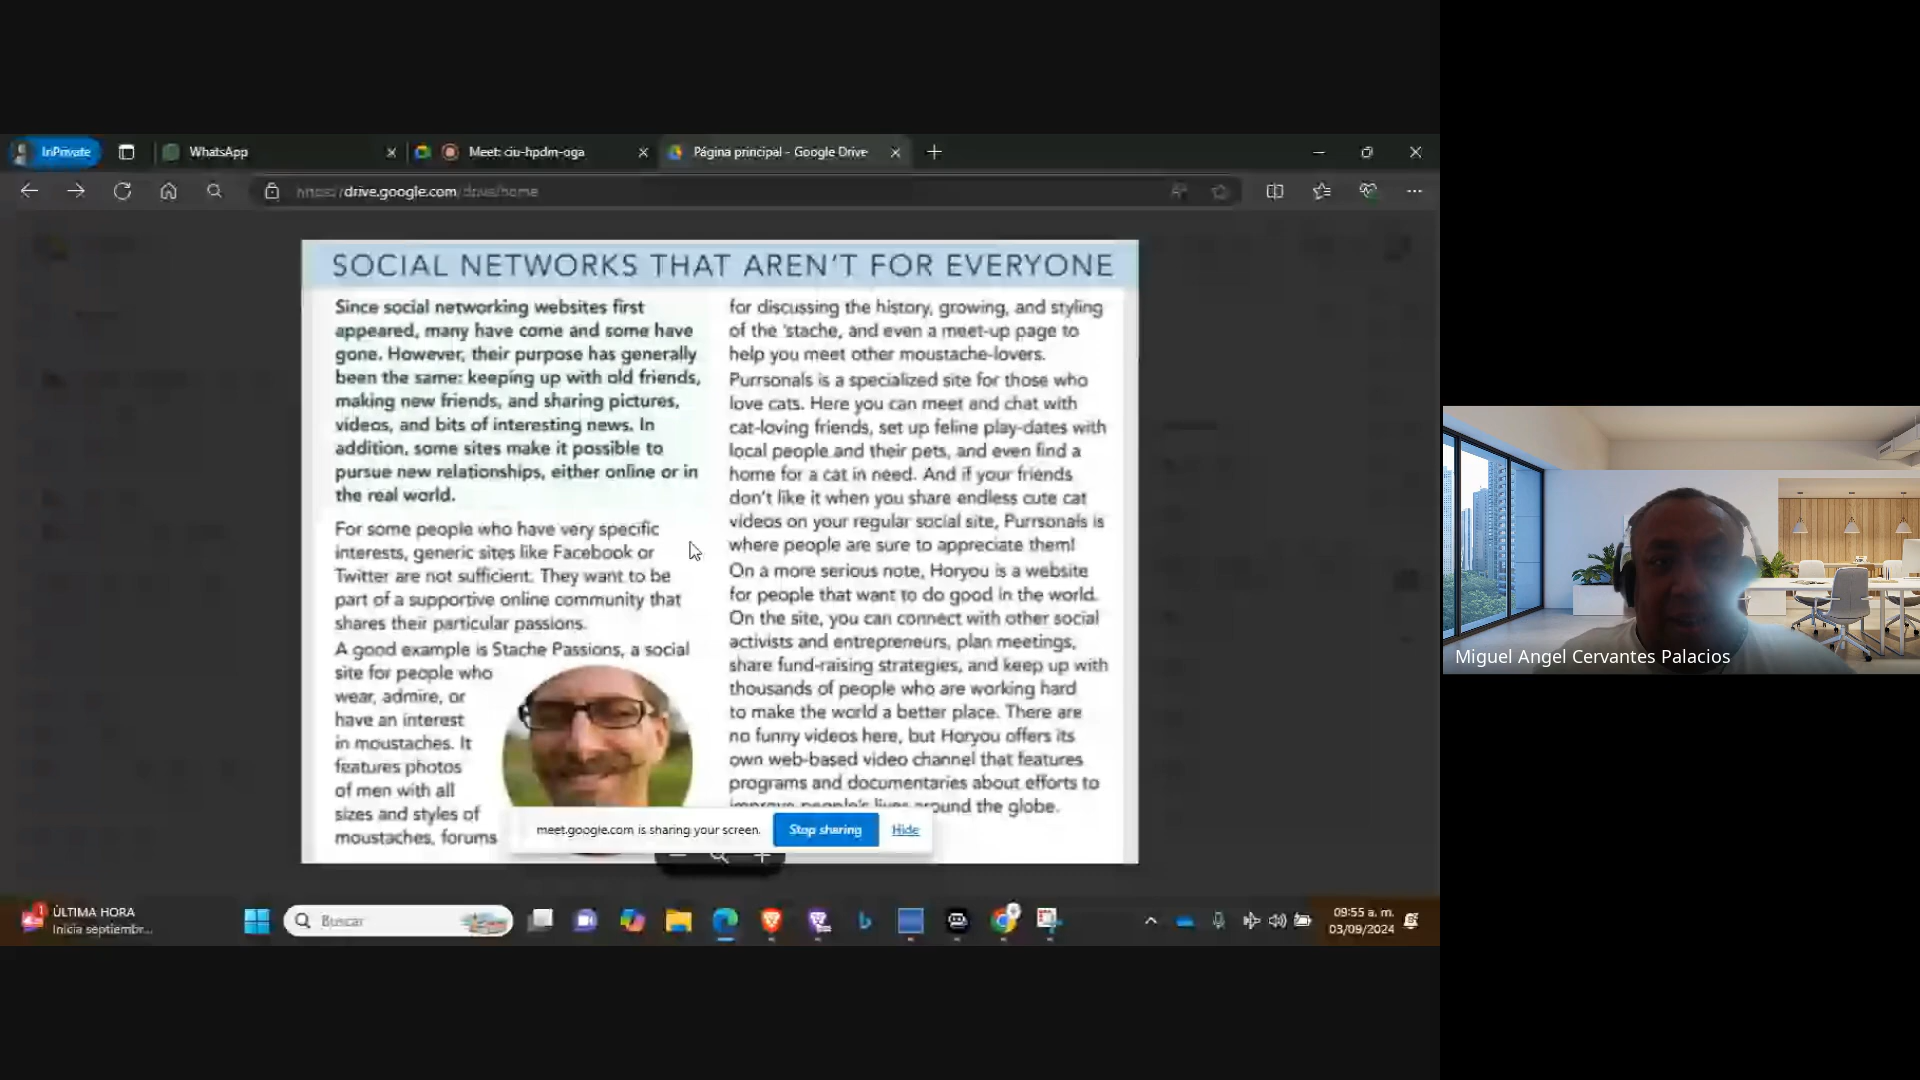 InPrivate
WhatsApp
Meet: ciu-hpdm-oga
Página principal - Google Drive
https://drive.google.com/drive/home
SOCIAL NETWORKS THAT AREN'T FOR EVERYONE
Since social networking websites first
appeared, many have come and some have
gone. However, their purpose has generally
been the same: keeping up with old friends,
making new friends, and sharing pictures,
videos, and bits of interesting news. In
addition, some sites make it possible to
pursue new relationships, either online or in
the real world.
For some people who have very specific
interests, generic sites like Facebook or
Twitter are not sufficient. They want to be
part of a supportive online community that
shares their particular passions.
A good example is Stache Passions, a social
site for people who
wear, admire, or
have an interest
in moustaches. It
features photos
of men with all
sizes and styles of
moustaches, forums
for discussing the history, growing, and styling
of the 'stache, and even a meet-up page to
help you meet other moustache-lovers.
Purrsonals is a specialized site for those who
love cats. Here you can meet and chat with
cat-loving friends, set up feline play-dates with
local people and their pets, and even find a
home for a cat in need. And if your friends
don't like it when you share endless cute cat
videos on your regular social site, Purrsonals is
where people are sure to appreciate them!
On a more serious note, Horyou is a website
for people that want to do good in the world.
On the site, you can connect with other social
activists and entrepreneurs, plan meetings,
share fund-raising strategies, and keep up with
thousands of people who are working hard
to make the world a better place. There are
no funny videos here, but Horyou offers its
own web-based video channel that features
programs and documentaries about efforts to
improve people's lives around the globe.
meet.google.com is sharing your screen.
Stop sharing
Hide
Miguel Angel Cervantes Palacios
ÚLTIMA HORA
Inicia septiembr...
Buscar
09:55 a. m.
03/09/2024